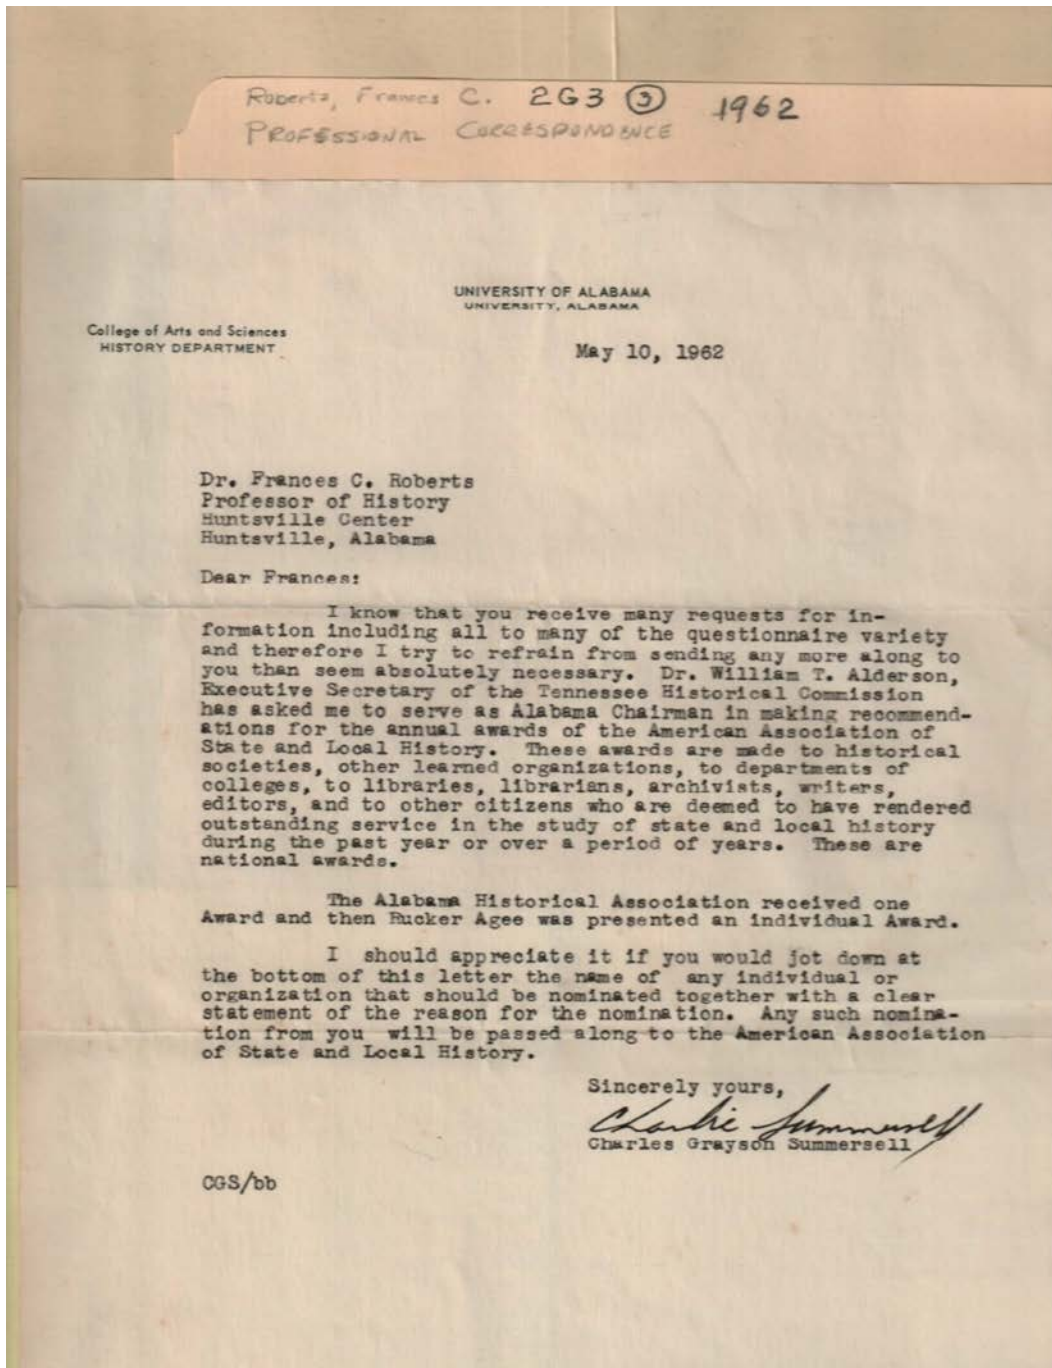 Roberts, Frances C. 2G3 ③ 1962
PROFESSIONAL CORRESPONDENCE
UNIVERSITY OF ALABAMA
UNIVERSITY, ALABAMA
College of Arts and Sciences
HISTORY DEPARTMENT
May 10, 1962
Dr. Frances C. Roberts
Professor of History
Huntsville Center
Huntsville, Alabama
Dear Frances:
I know that you receive many requests for in-
formation including all to many of the questionnaire variety
and therefore I try to refrain from sending any more along to
you than seem absolutely necessary. Dr. William T. Alderson,
Executive Secretary of the Tennessee Historical Commission
has asked me to serve as Alabama Chairman in making recommend-
ations for the annual awards of the American Association of
State and Local History. These awards are made to historical
societies, other learned organizations, to departments of
colleges, to libraries, librarians, archivists, writers,
editors, and to other citizens who are deemed to have rendered
outstanding service in the study of state and local history
during the past year or over a period of years. These are
national awards.
The Alabama Historical Association received one
Award and then Rucker Agee was presented an individual Award.
I should appreciate it if you would jot down at
the bottom of this letter the name of any individual or
organization that should be nominated together with a clear
statement of the reason for the nomination. Any such nomina-
tion from you will be passed along to the American Association
of State and Local History.
Sincerely yours,
Charlie Summersell
Charles Grayson Summersell
CGS/bb